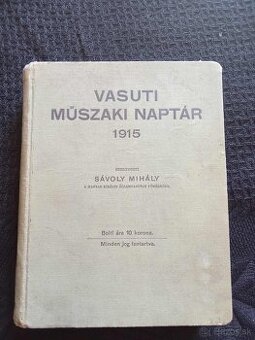 VASUTI
MŰSZAKI NAPTÁR
1915
SÁVOLY MIHÁLY
Bolti ára 10 korona.
Minden jog fentartva.